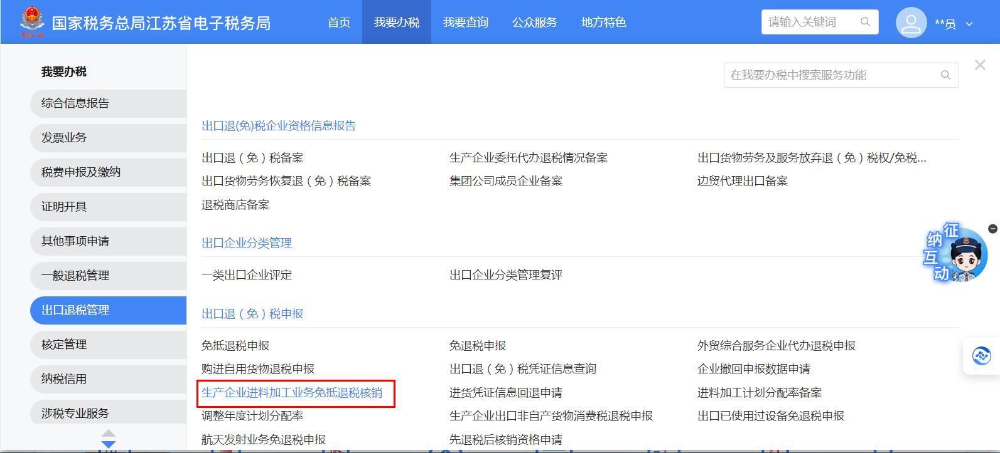 国家税务总局江苏省电子税务局 首页 我要办税 我要查询 公众服务 地方特色 请输入关键词 **员
我要办税
在我要办税中搜索服务功能
综合信息报告
发票业务
税费申报及缴纳
证明开具
其他事项申请
一般退税管理
出口退税管理
核定管理
纳税信用
涉税专业服务
出口退(免)税企业资格信息报告
出口退（免）税备案 生产企业委托代办退税情况备案 出口货物劳务及服务放弃退（免）税权/免税...
出口货物劳务恢复退（免）税备案 集团公司成员企业备案 边贸代理出口备案
退税商店备案
出口企业分类管理
一类出口企业评定 出口企业分类管理复评
出口退（免）税申报
免抵退税申报 免退税申报 外贸综合服务企业代办退税申报
购进自用货物退税申报 出口退（免）税凭证信息查询 企业撤回申报数据申请
生产企业进料加工业务免抵退税核销 进货凭证信息回退申请 进料加工计划分配率备案
调整年度计划分配率 生产企业出口非自产货物消费税退税申报 出口已使用过设备免退税申报
航天发射业务免退税申报 先退税后核销资格申请
征纳互动